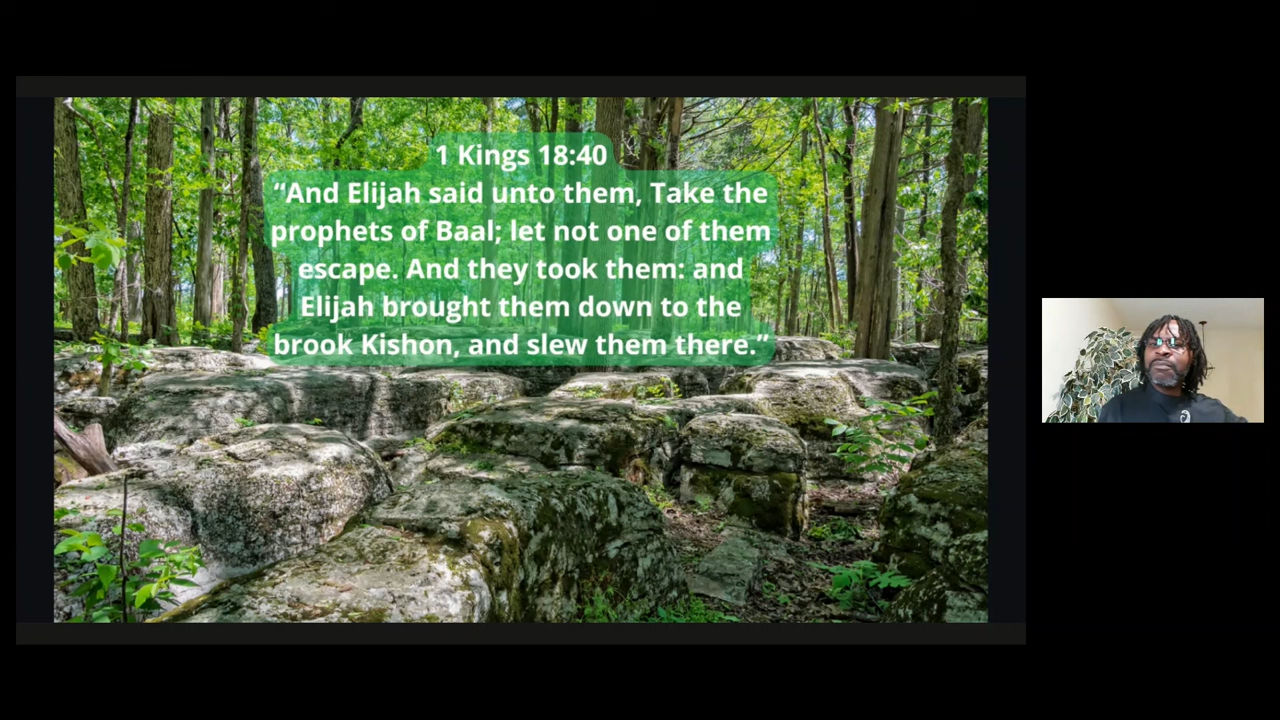 1 Kings 18:40
“And Elijah said unto them, Take the
prophets of Baal; let not one of them
escape. And they took them: and
Elijah brought them down to the
brook Kishon, and slew them there.”